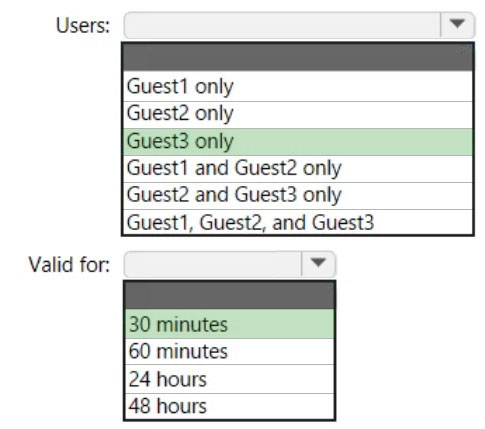 Users:
Guest1 only
Guest2 only
Guest3 only
Guest1 and Guest2 only
Guest2 and Guest3 only
Guest1, Guest2, and Guest3
Valid for:
30 minutes
60 minutes
24 hours
48 hours